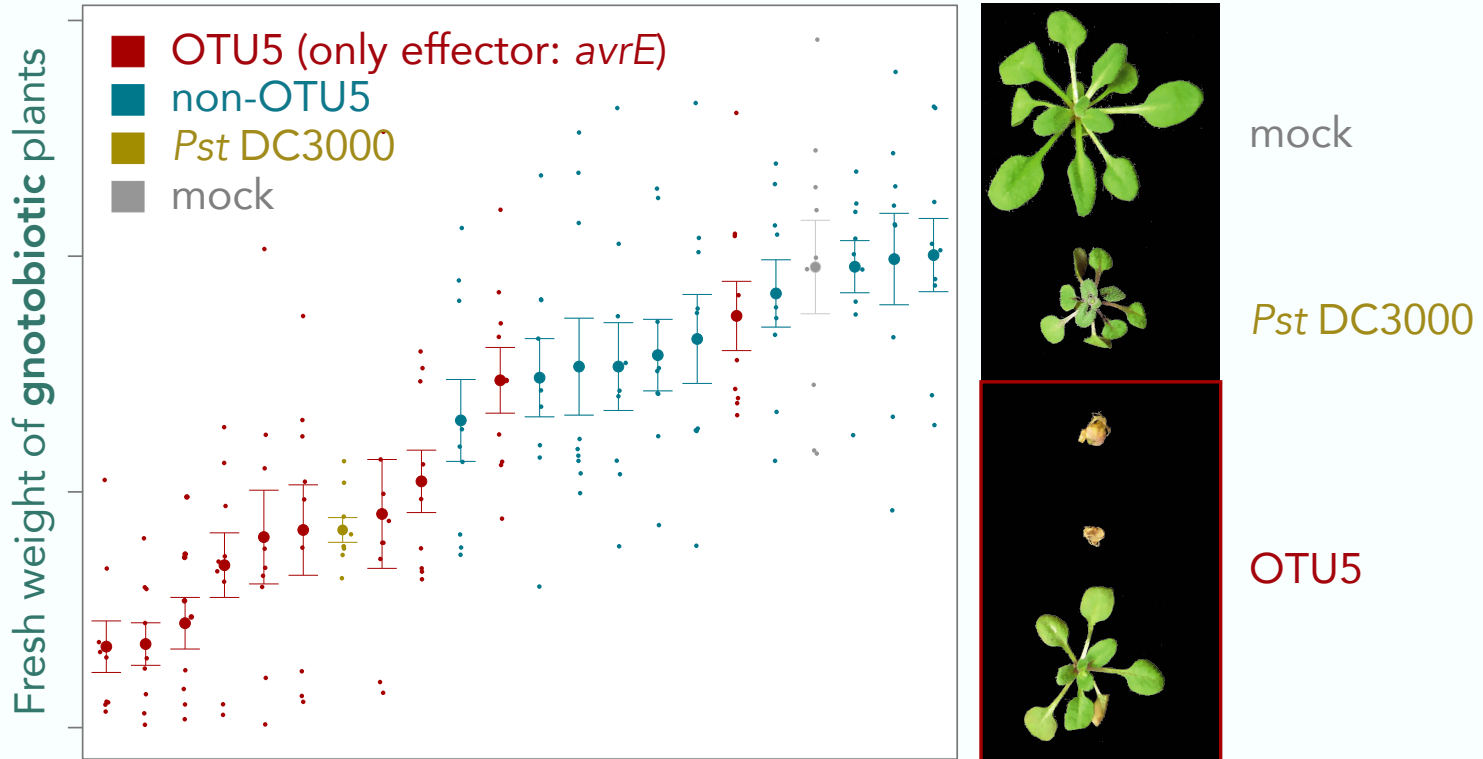 Fresh weight of gnotobiotic plants
OTU5 (only effector: avrE)
non-OTU5
Pst DC3000
mock
mock
Pst DC3000
OTU5